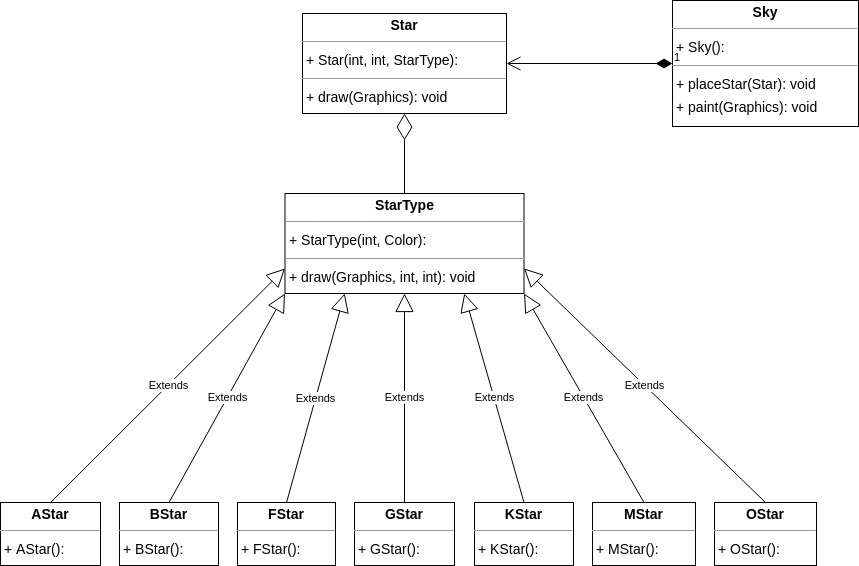 Star
+ Star(int, int, StarType):
+ draw(Graphics): void
Sky
+ Sky():
1
+ placeStar(Star): void
+ paint(Graphics): void
StarType
+ StarType(int, Color):
+ draw(Graphics, int, int): void
Extends
Extends
Extends
Extends
Extends
Extends
Extends
AStar
+ AStar():
BStar
+ BStar():
FStar
+ FStar():
GStar
+ GStar():
KStar
+ KStar():
MStar
+ MStar():
OStar
+ OStar():